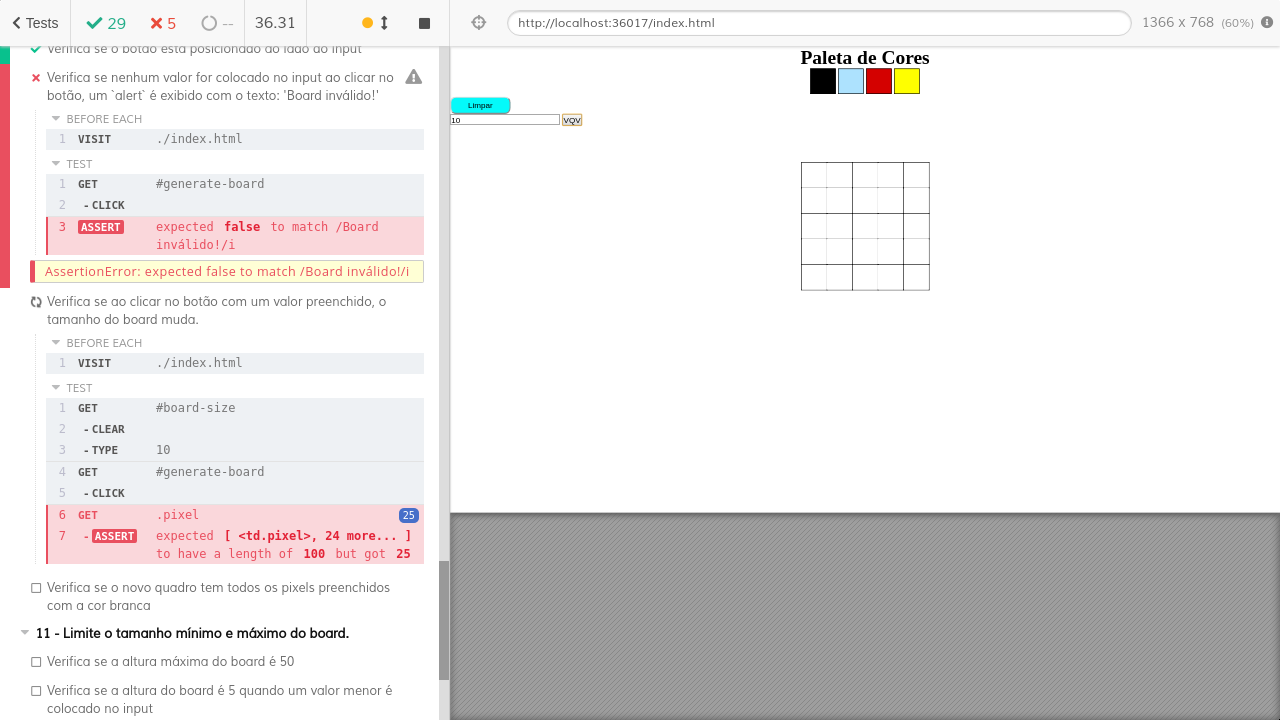 Tests 29 5 -- 36.31 http://localhost:36017/index.html 1366 x 768 (60%)
Verifica se o botão está posicionado ao lado do input
Verifica se nenhum valor for colocado no input ao clicar no
botão, um `alert` é exibido com o texto: 'Board inválido!'
BEFORE EACH
1 VISIT ./index.html
TEST
1 GET #generate-board
2 - CLICK
3 ASSERT expected false to match /Board
inválido!/i
AssertionError: expected false to match /Board inválido!/i
Verifica se ao clicar no botão com um valor preenchido, o
tamanho do board muda.
BEFORE EACH
1 VISIT ./index.html
TEST
1 GET #board-size
2 - CLEAR
3 - TYPE 10
4 GET #generate-board
5 - CLICK
6 GET .pixel 25
7 - ASSERT expected [ <td.pixel>, 24 more... ]
to have a length of 100 but got 25
Verifica se o novo quadro tem todos os pixels preenchidos
com a cor branca
11 - Limite o tamanho mínimo e máximo do board.
Verifica se a altura máxima do board é 50
Verifica se a altura do board é 5 quando um valor menor é
colocado no input
Paleta de Cores
Limpar
10 VQV